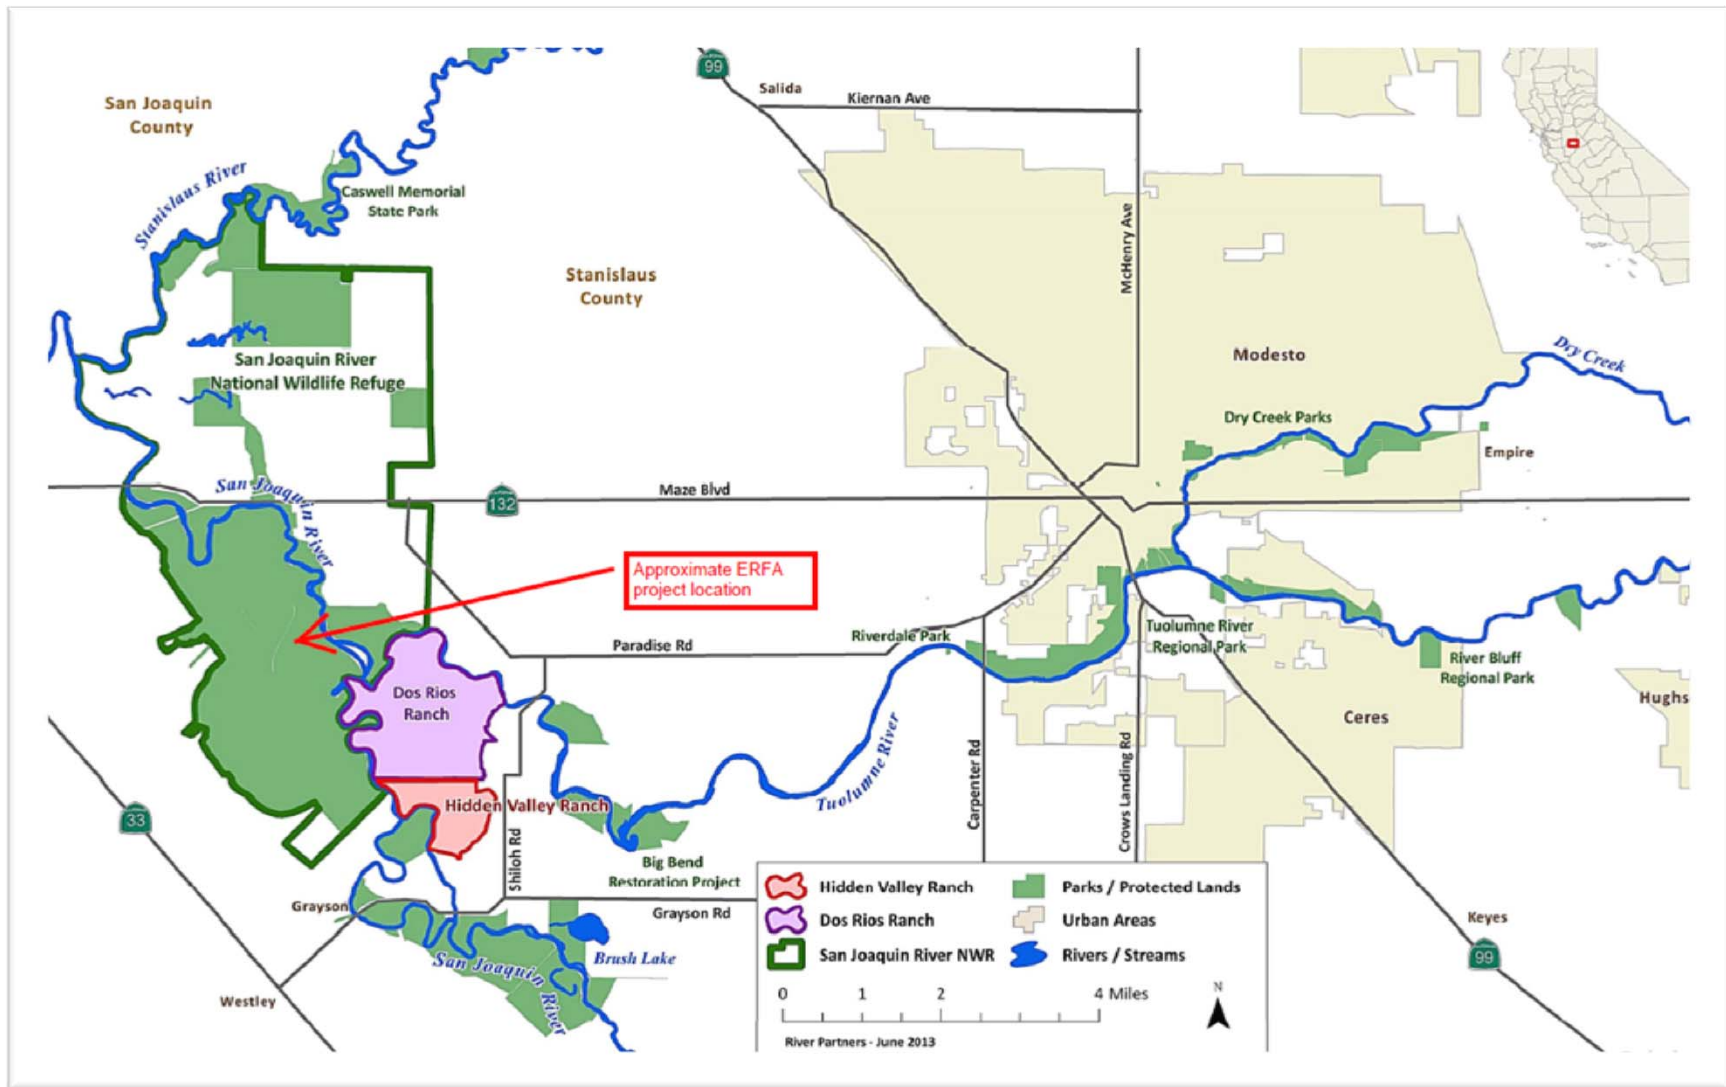 99
Salida
Kiernan Ave
San Joaquin
County
Stanislaus River
Caswell Memorial
State Park
McHenry Ave
Stanislaus
County
San Joaquin River
National Wildlife Refuge
Modesto
Dry Creek
Dry Creek Parks
Empire
San Joaquin River
132
Maze Blvd
Approximate ERFA
project location
Paradise Rd
Riverdale Park
Tuolumne River
Regional Park
River Bluff
Regional Park
Dos Rios
Ranch
Hughs
Ceres
Tuolumne River
Carpenter Rd
Crows Landing Rd
33
Hidden Valley Ranch
Shiloh Rd
Big Bend
Restoration Project
Grayson
Grayson Rd
Keyes
99
San Joaquin River
Brush Lake
Westley
Hidden Valley Ranch
Dos Rios Ranch
San Joaquin River NWR
Parks / Protected Lands
Urban Areas
Rivers / Streams
0 1 2 4 Miles
N
River Partners - June 2013